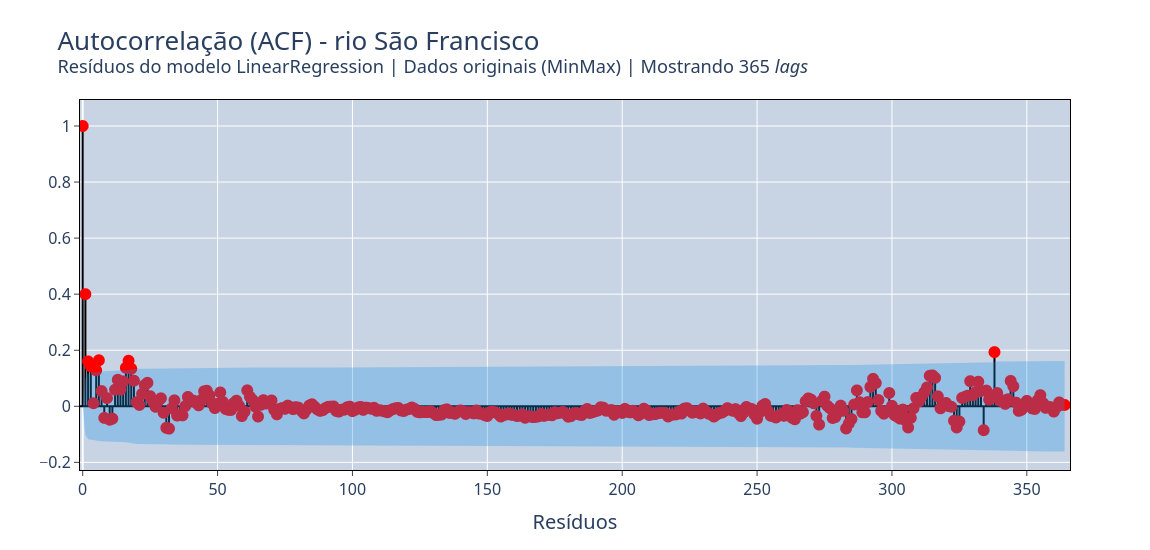 Autocorrelação (ACF) - rio São Francisco
Resíduos do modelo LinearRegression | Dados originais (MinMax) | Mostrando 365 lags
1
0.8
0.6
0.4
0.2
0
−0.2
0 50 100 150 200 250 300 350
Resíduos